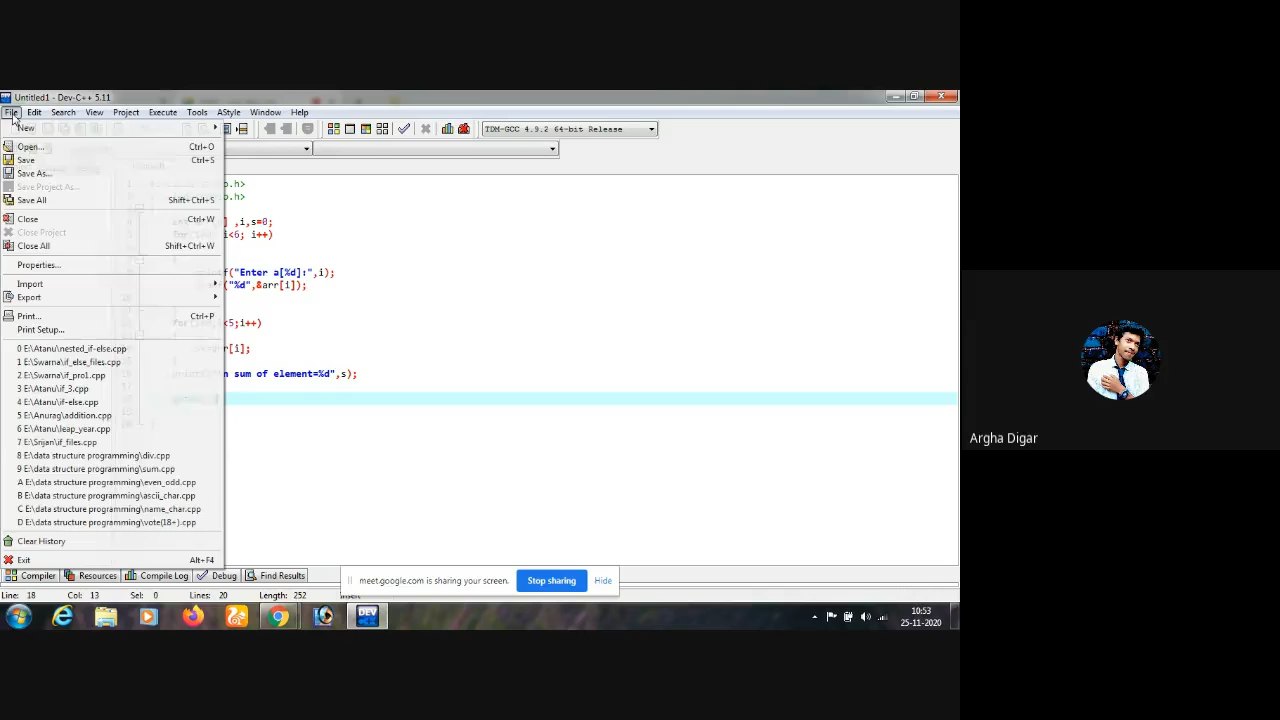 Untitled1 - Dev-C++ 5.11
File Edit Search View Project Execute Tools AStyle Window Help
New
TDM-GCC 4.9.2 64-bit Release
Open... Ctrl+O
Save Ctrl+S
Save As...
Save Project As...
Save All Shift+Ctrl+S
Close Ctrl+W
Close Project
Close All Shift+Ctrl+W
Properties...
Import
Export
Print... Ctrl+P
Print Setup...
0 E:\Atanu\nested_if-else.cpp
1 E:\Swarna\if_else_files.cpp
2 E:\Swarna\if_pro1.cpp
3 E:\Atanu\if_3.cpp
4 E:\Atanu\if-else.cpp
5 E:\Anurag\addition.cpp
6 E:\Atanu\leap_year.cpp
7 E:\Srijan\if_files.cpp
8 E:\data structure programming\div.cpp
9 E:\data structure programming\sum.cpp
A E:\data structure programming\even_odd.cpp
B E:\data structure programming\ascii_char.cpp
C E:\data structure programming\name_char.cpp
D E:\data structure programming\vote(18+).cpp
Clear History
Exit Alt+F4
.h>
.h>
] ,i,s=0;
i<6; i++)
("Enter a[%d]:",i);
("%d",&arr[i]);
<5;i++)
[i];
sum of element=%d",s);
Compiler Resources Compile Log Debug Find Results
meet.google.com is sharing your screen. Stop sharing Hide
Line: 18 Col: 13 Sel: 0 Lines: 20 Length: 252 Insert
DEV
10:53
25-11-2020
Argha Digar